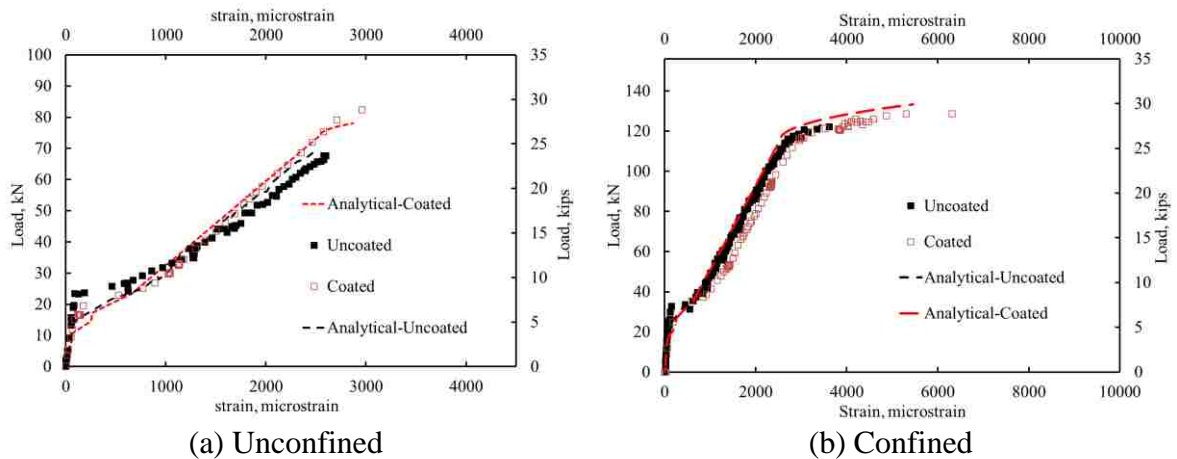 strain, microstrain
0 1000 2000 3000 4000
100
90
80
70
60
50
40
30
20
10
0
Load, kN
35
30
25
20
15
10
5
0
Load, kips
Analytical-Coated
Uncoated
Coated
Analytical-Uncoated
0 1000 2000 3000 4000
strain, microstrain
(a) Unconfined
Strain, microstrain
0 2000 4000 6000 8000 10000
140
120
100
80
60
40
20
0
Load, kN
35
30
25
20
15
10
5
0
Load, kips
Uncoated
Coated
Analytical-Uncoated
Analytical-Coated
0 2000 4000 6000 8000 10000
Strain, microstrain
(b) Confined